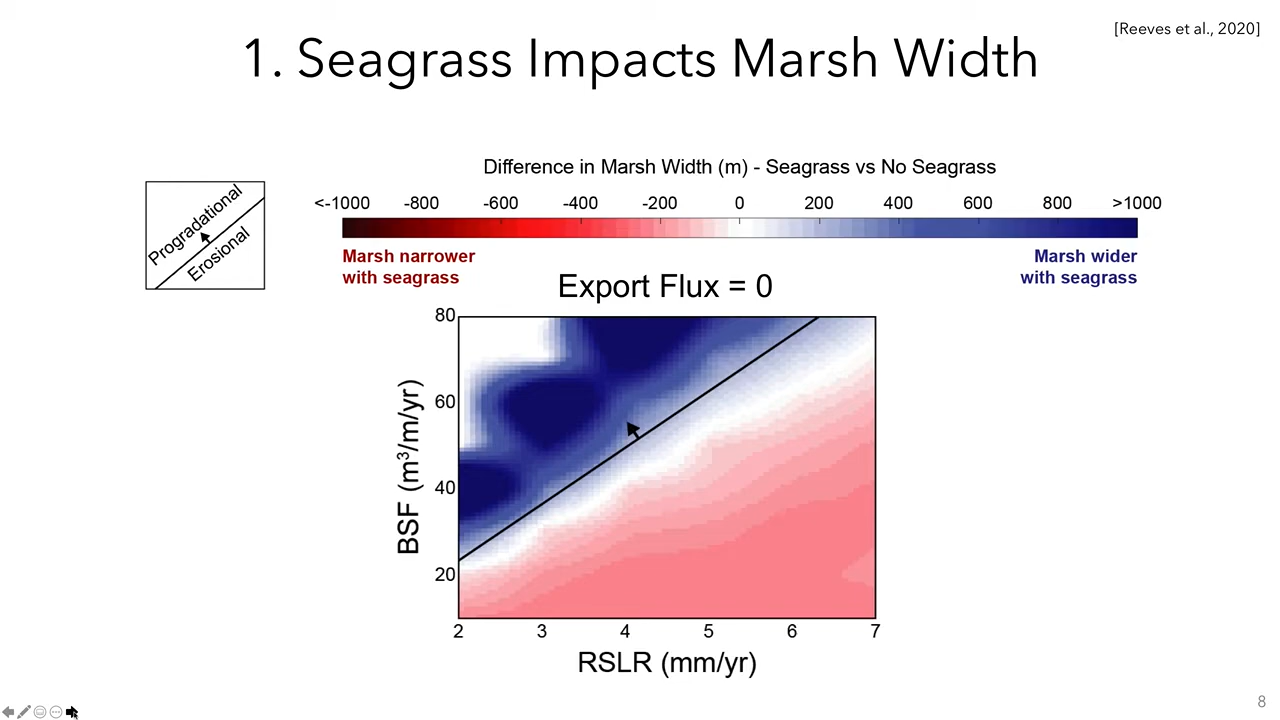 [Reeves et al., 2020]
1. Seagrass Impacts Marsh Width
Difference in Marsh Width (m) - Seagrass vs No Seagrass
<-1000 -800 -600 -400 -200 0 200 400 600 800 >1000
Progradational
Erosional
Marsh narrower
with seagrass
Marsh wider
with seagrass
Export Flux = 0
BSF (m³/m/yr)
80
60
40
20
2 3 4 5 6 7
RSLR (mm/yr)
8